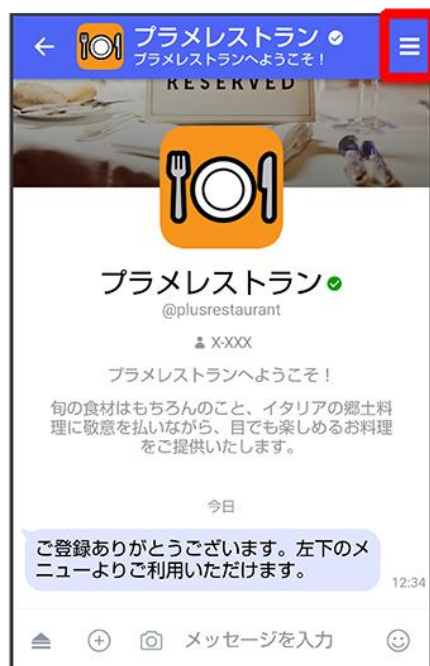 プラメレストラン
プラメレストランへようこそ！
RESERVED
プラメレストラン
@plusrestaurant
X-XXX
プラメレストランへようこそ！
旬の食材はもちろんのこと、イタリアの郷土料
理に敬意を払いながら、目でも楽しめるお料理
をご提供いたします。
今日
ご登録ありがとうございます。左下のメ
ニューよりご利用いただけます。
12:34
メッセージを入力